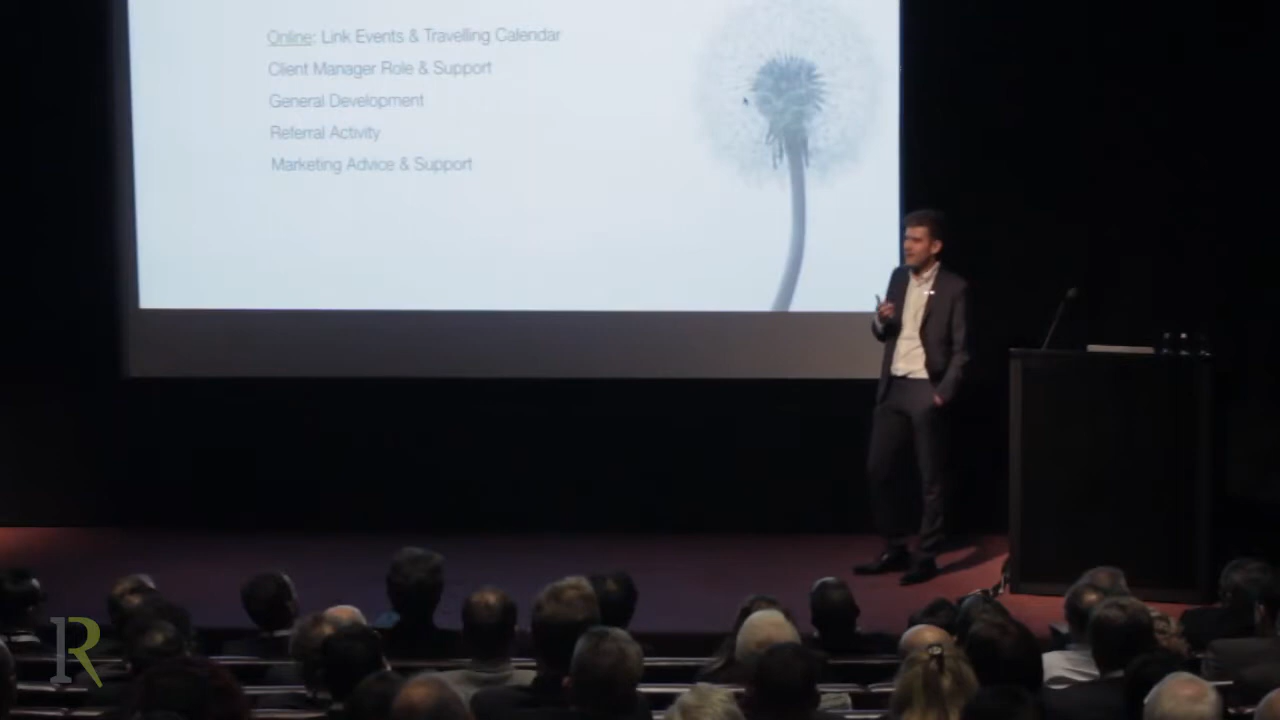 Online: Link Events & Travelling Calendar
Client Manager Role & Support
General Development
Referral Activity
Marketing Advice & Support
R